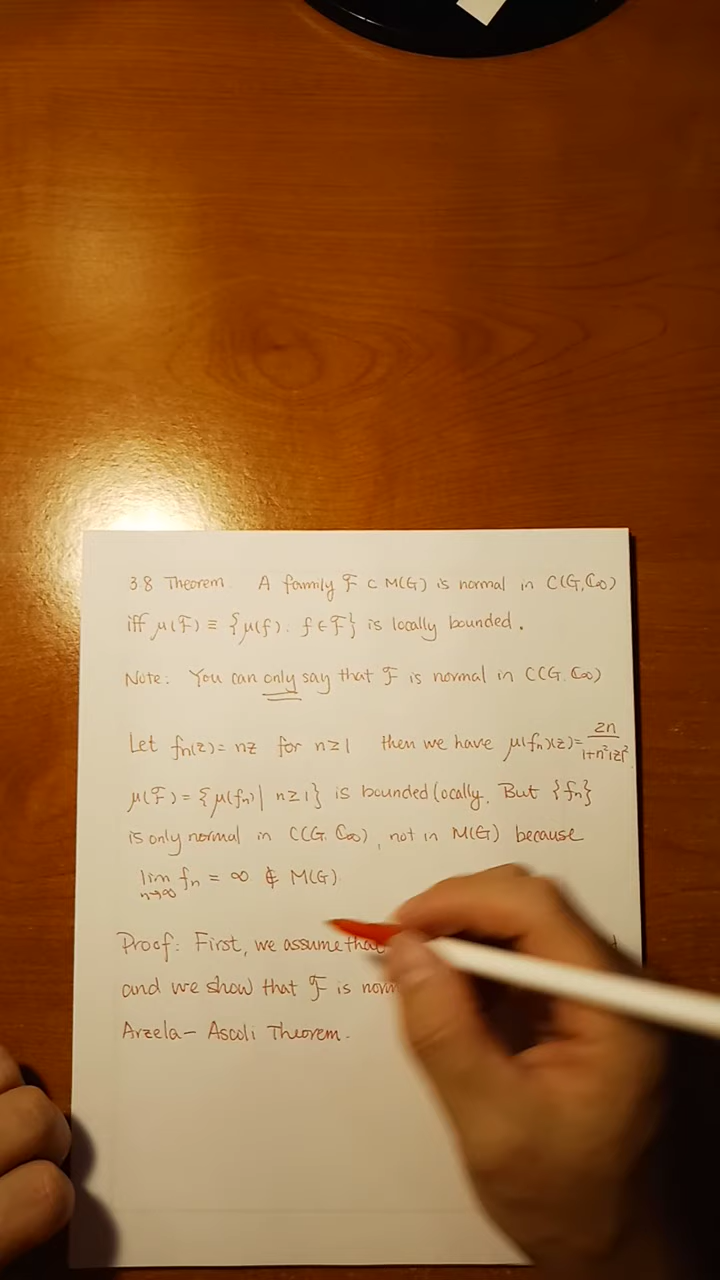 3.8 Theorem. A family ℱ ⊂ M(G) is normal in C(G, ℂ∞)
iff μ(ℱ) ≡ {μ(f): f ∈ ℱ} is locally bounded.
Note: You can only say that ℱ is normal in C(G, ℂ∞)
Let fn(z) = nz for n ≥ 1 then we have μ(fn)(z) = 2n / 1+n²|z|²
μ(ℱ) = {μ(fn) | n ≥ 1} is bounded locally. But {fn}
is only normal in C(G, ℂ∞), not in M(G) because
lim n→∞ fn = ∞ ∉ M(G)
Proof: First, we assume that
and we show that ℱ is
Arzela - Ascoli Theorem.